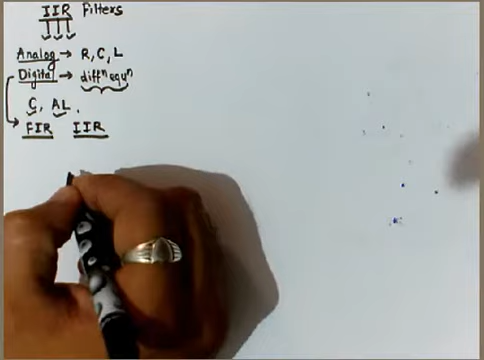 IIR Filters
Analog → R, C, L
Digital → diffⁿ equⁿ
C, AL.
FIR IIR